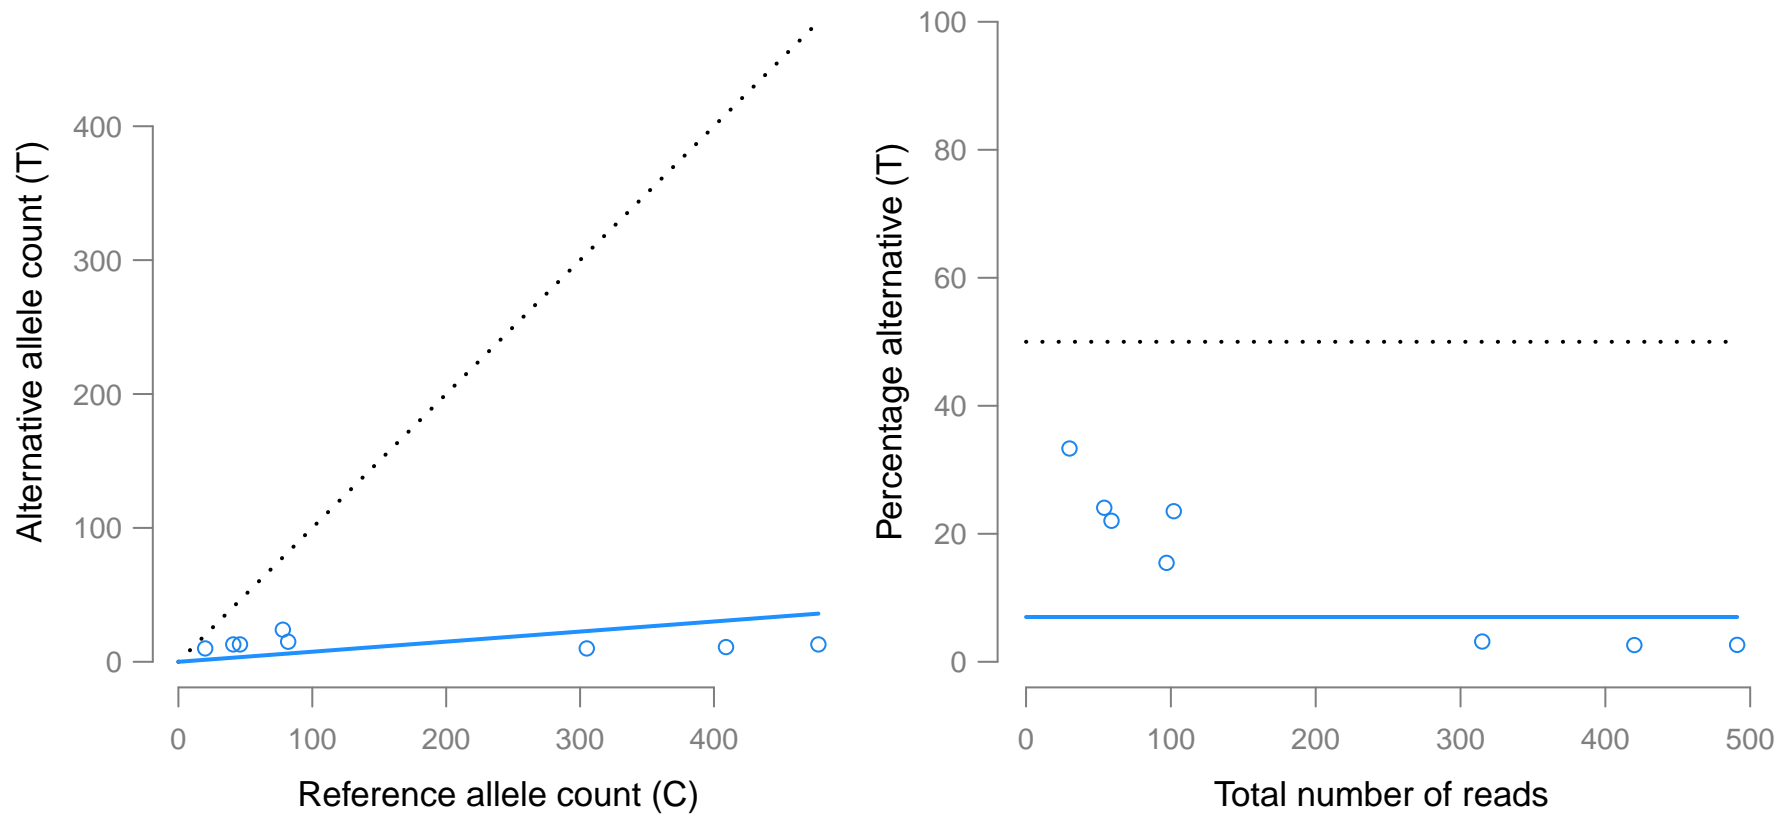 Alternative allele count (T)
400
300
200
100
0
0 100 200 300 400
Reference allele count (C)
Percentage alternative (T)
100
80
60
40
20
0
0 100 200 300 400 500
Total number of reads